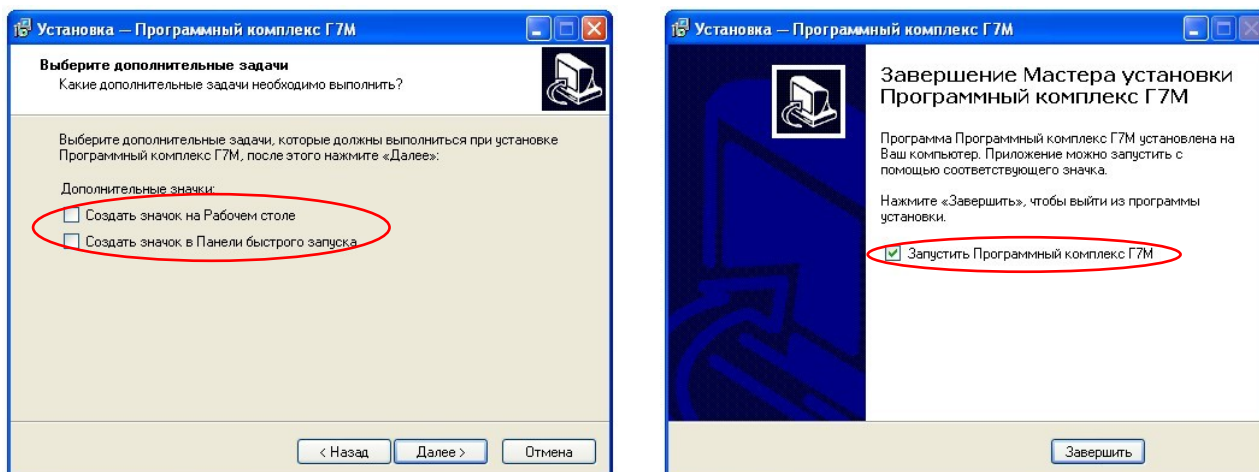 Установка — Программный комплекс Г7М
Выберите дополнительные задачи
Какие дополнительные задачи необходимо выполнить?
Выберите дополнительные задачи, которые должны выполниться при установке
Программный комплекс Г7М, после этого нажмите «Далее»:
Дополнительные значки:
Создать значок на Рабочем столе
Создать значок в Панели быстрого запуска
< Назад
Далее >
Отмена
Установка — Программный комплекс Г7М
Завершение Мастера установки
Программный комплекс Г7М
Программа Программный комплекс Г7М установлена на
Ваш компьютер. Приложение можно запустить с
помощью соответствующего значка.
Нажмите «Завершить», чтобы выйти из программы
установки.
Запустить Программный комплекс Г7М
Завершить